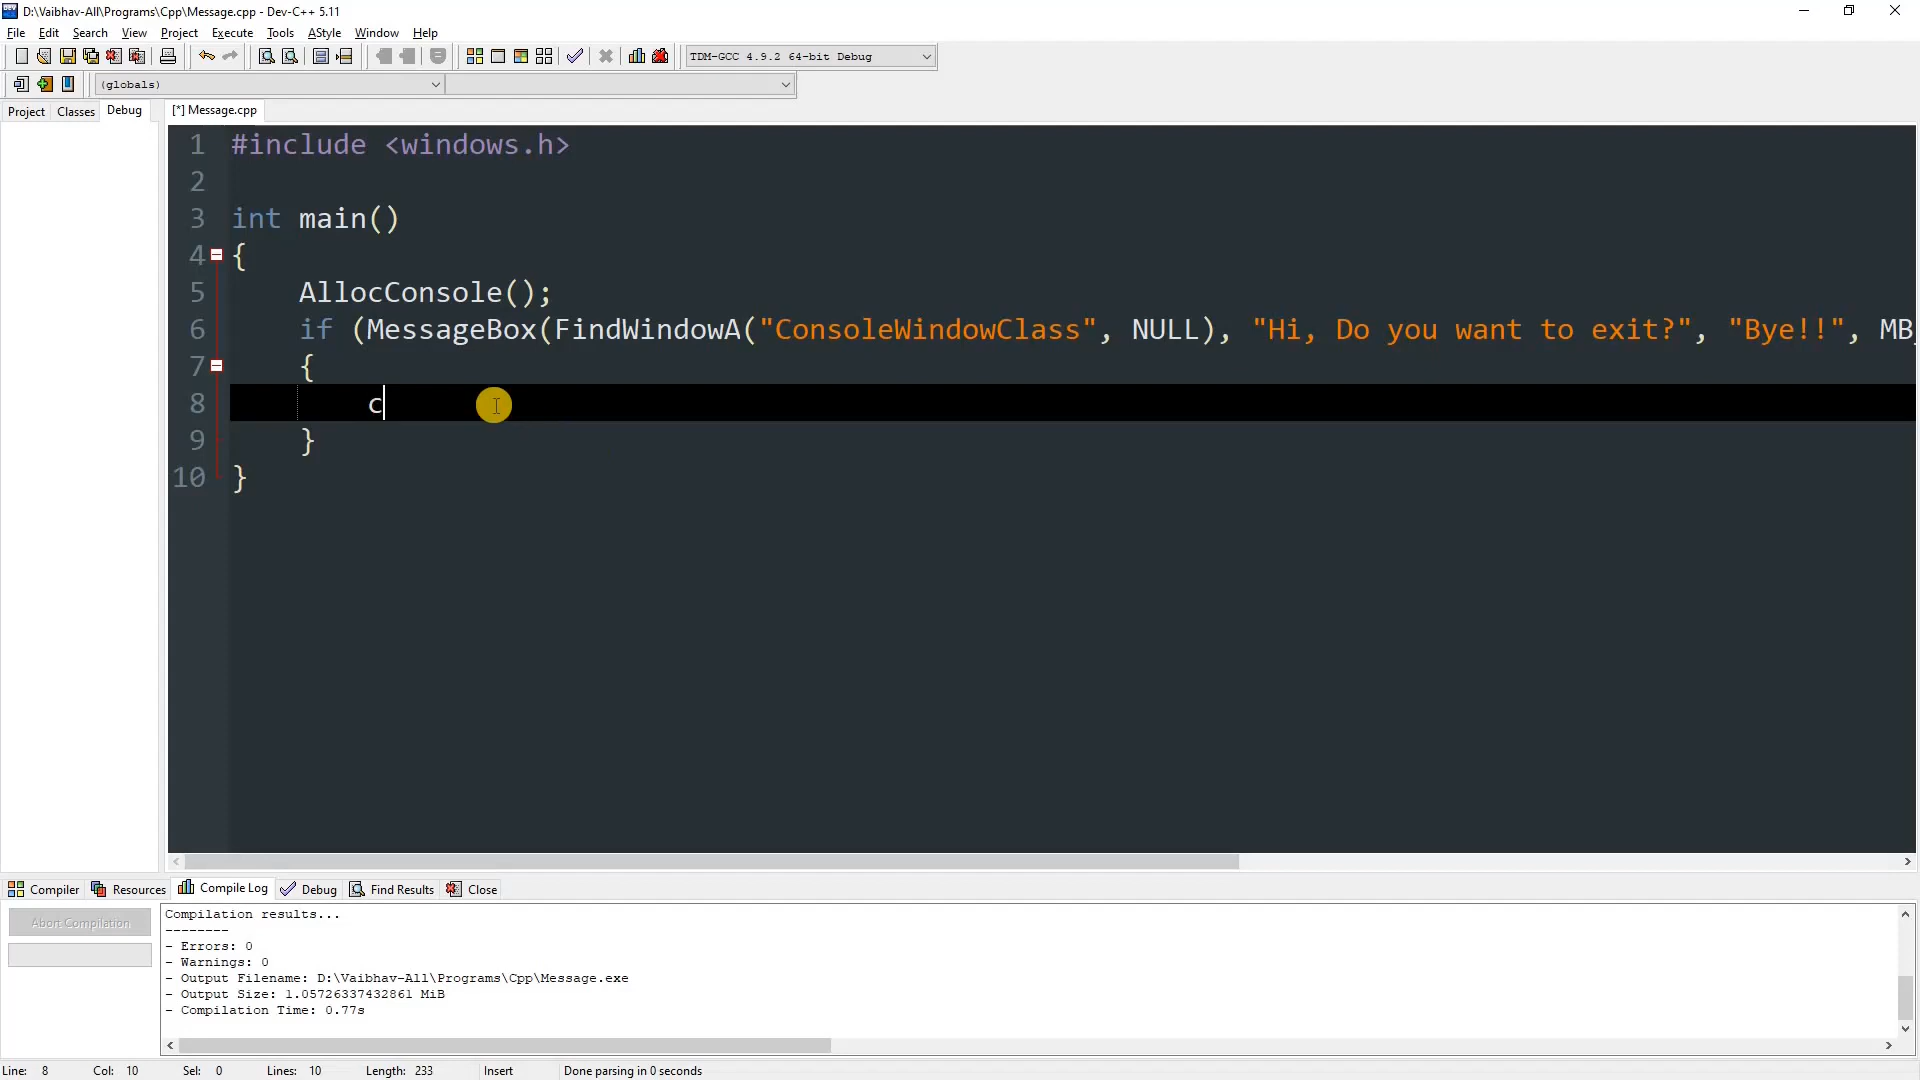 D:\Vaibhav-All\Programs\Cpp\Message.cpp - Dev-C++ 5.11
File Edit Search View Project Execute Tools AStyle Window Help
TDM-GCC 4.9.2 64-bit Debug
(globals)
Project Classes Debug [*] Message.cpp
1 #include <windows.h>
2
3 int main()
4 {
5 AllocConsole();
6 if (MessageBox(FindWindowA("ConsoleWindowClass", NULL), "Hi, Do you want to exit?", "Bye!!", MB_
7 {
8 c
9 }
10 }
Compiler Resources Compile Log Debug Find Results Close
Abort Compilation
Compilation results...
--------
- Errors: 0
- Warnings: 0
- Output Filename: D:\Vaibhav-All\Programs\Cpp\Message.exe
- Output Size: 1.05726337432861 MiB
- Compilation Time: 0.77s
Line: 8 Col: 10 Sel: 0 Lines: 10 Length: 233 Insert Done parsing in 0 seconds